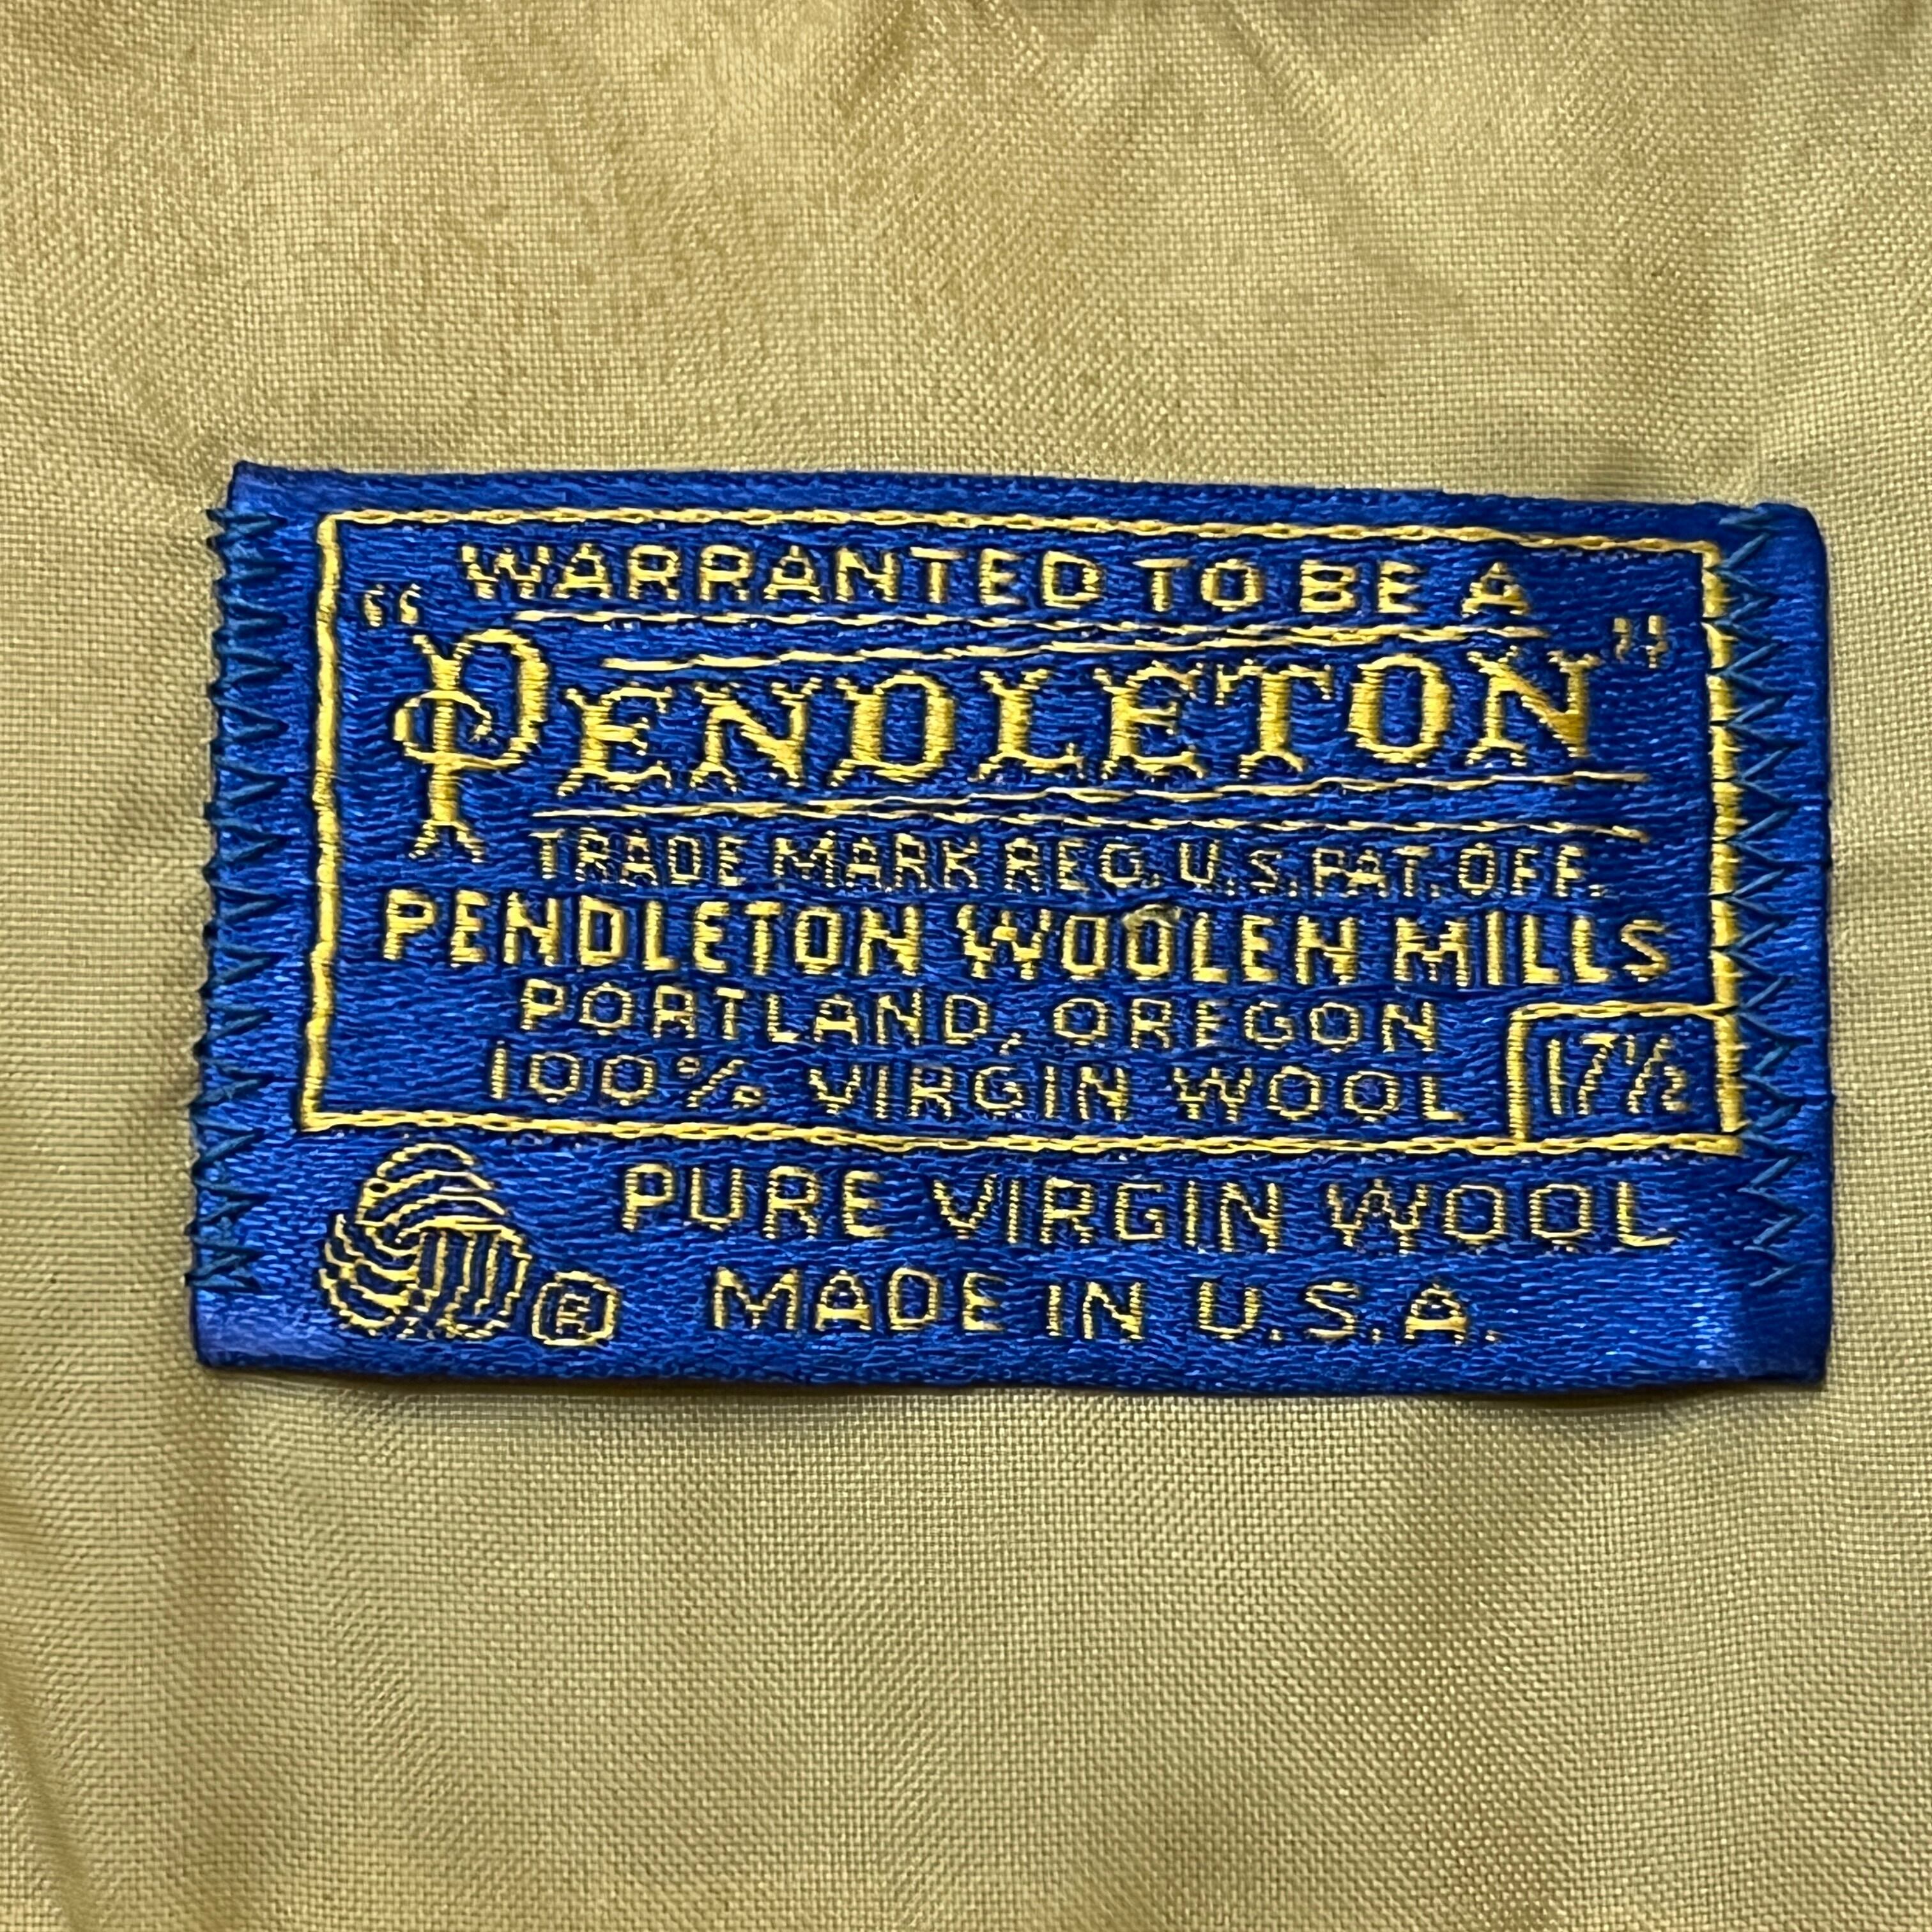 WARRANTED TO BE A
“PENDLETON”
TRADE MARK REG. U.S. PAT. OFF.
PENDLETON WOOLEN MILLS
PORTLAND, OREGON
100% VIRGIN WOOL
17½
PURE VIRGIN WOOL
® MADE IN U.S.A.